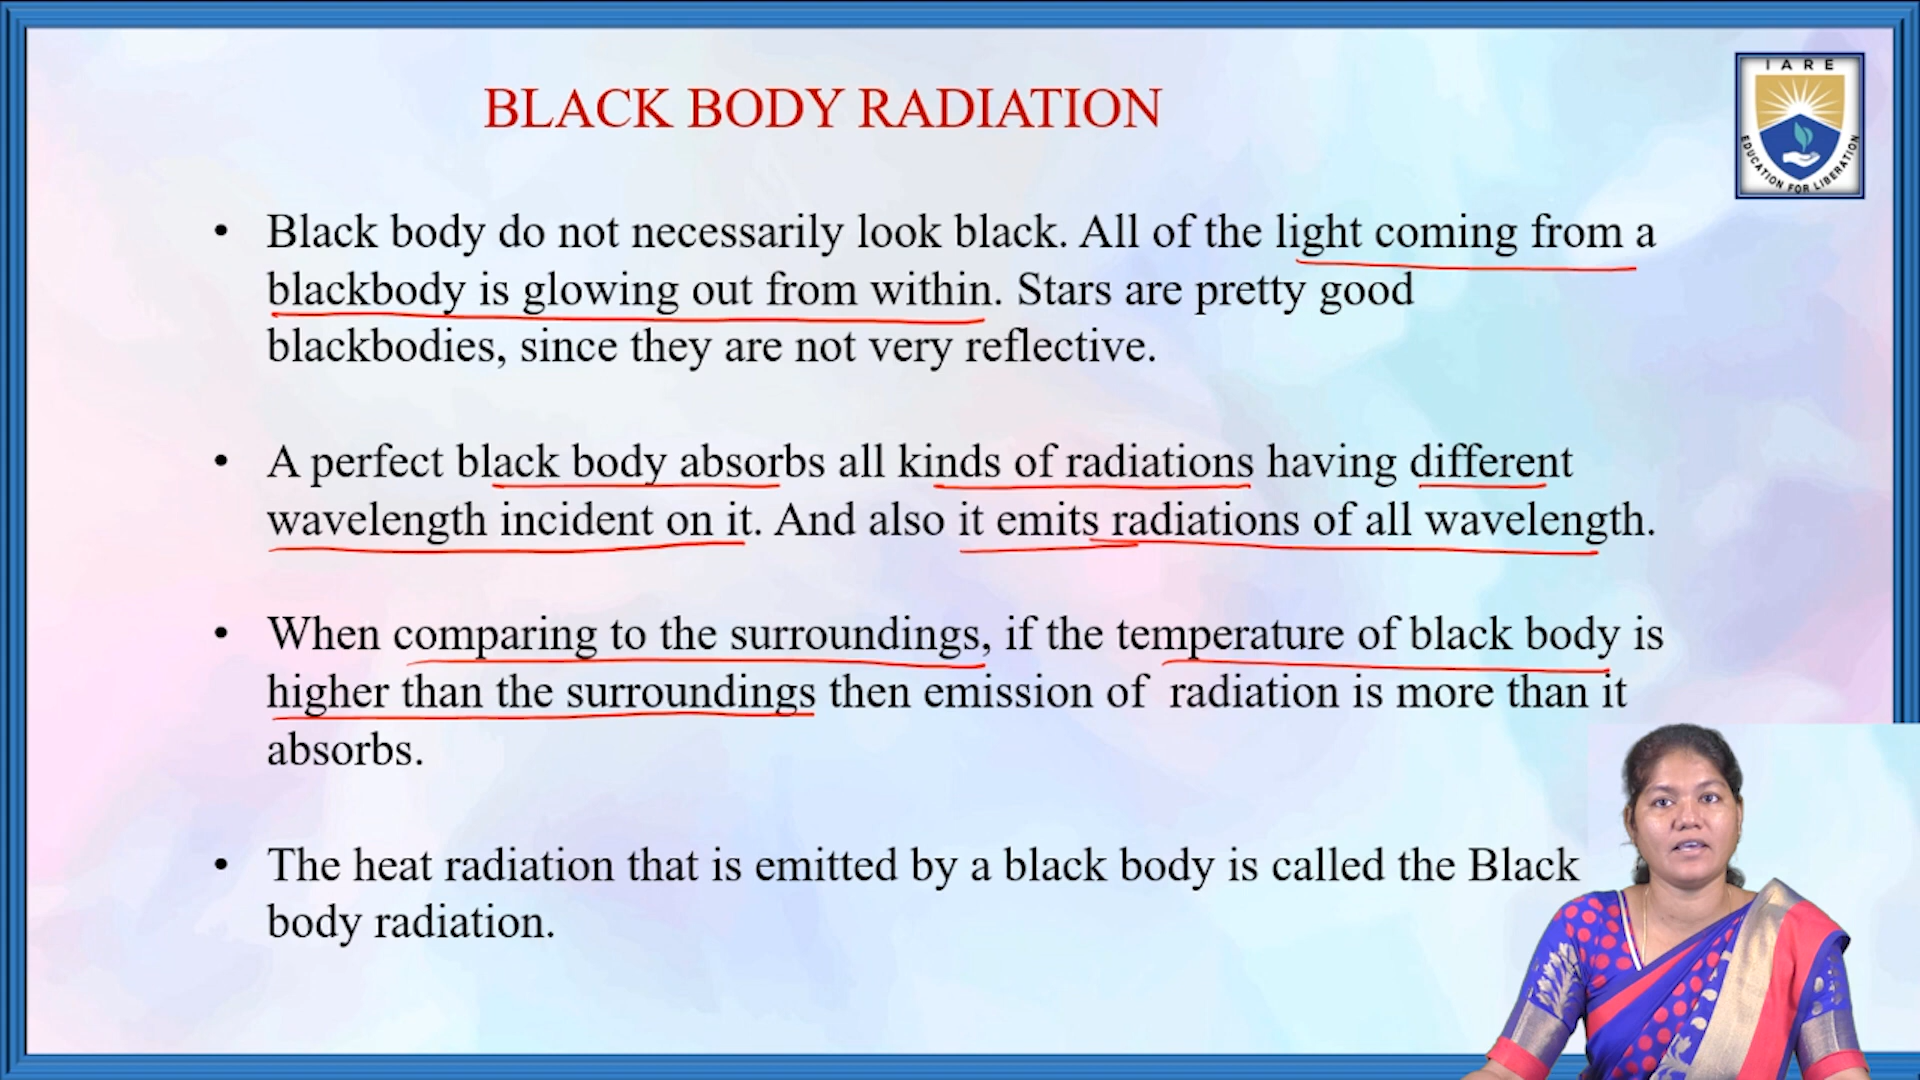 IARE
EDUCATION FOR LIBERATION
BLACK BODY RADIATION
• Black body do not necessarily look black. All of the light coming from a
blackbody is glowing out from within. Stars are pretty good
blackbodies, since they are not very reflective.
• A perfect black body absorbs all kinds of radiations having different
wavelength incident on it. And also it emits radiations of all wavelength.
• When comparing to the surroundings, if the temperature of black body is
higher than the surroundings then emission of radiation is more than it
absorbs.
• The heat radiation that is emitted by a black body is called the Black
body radiation.